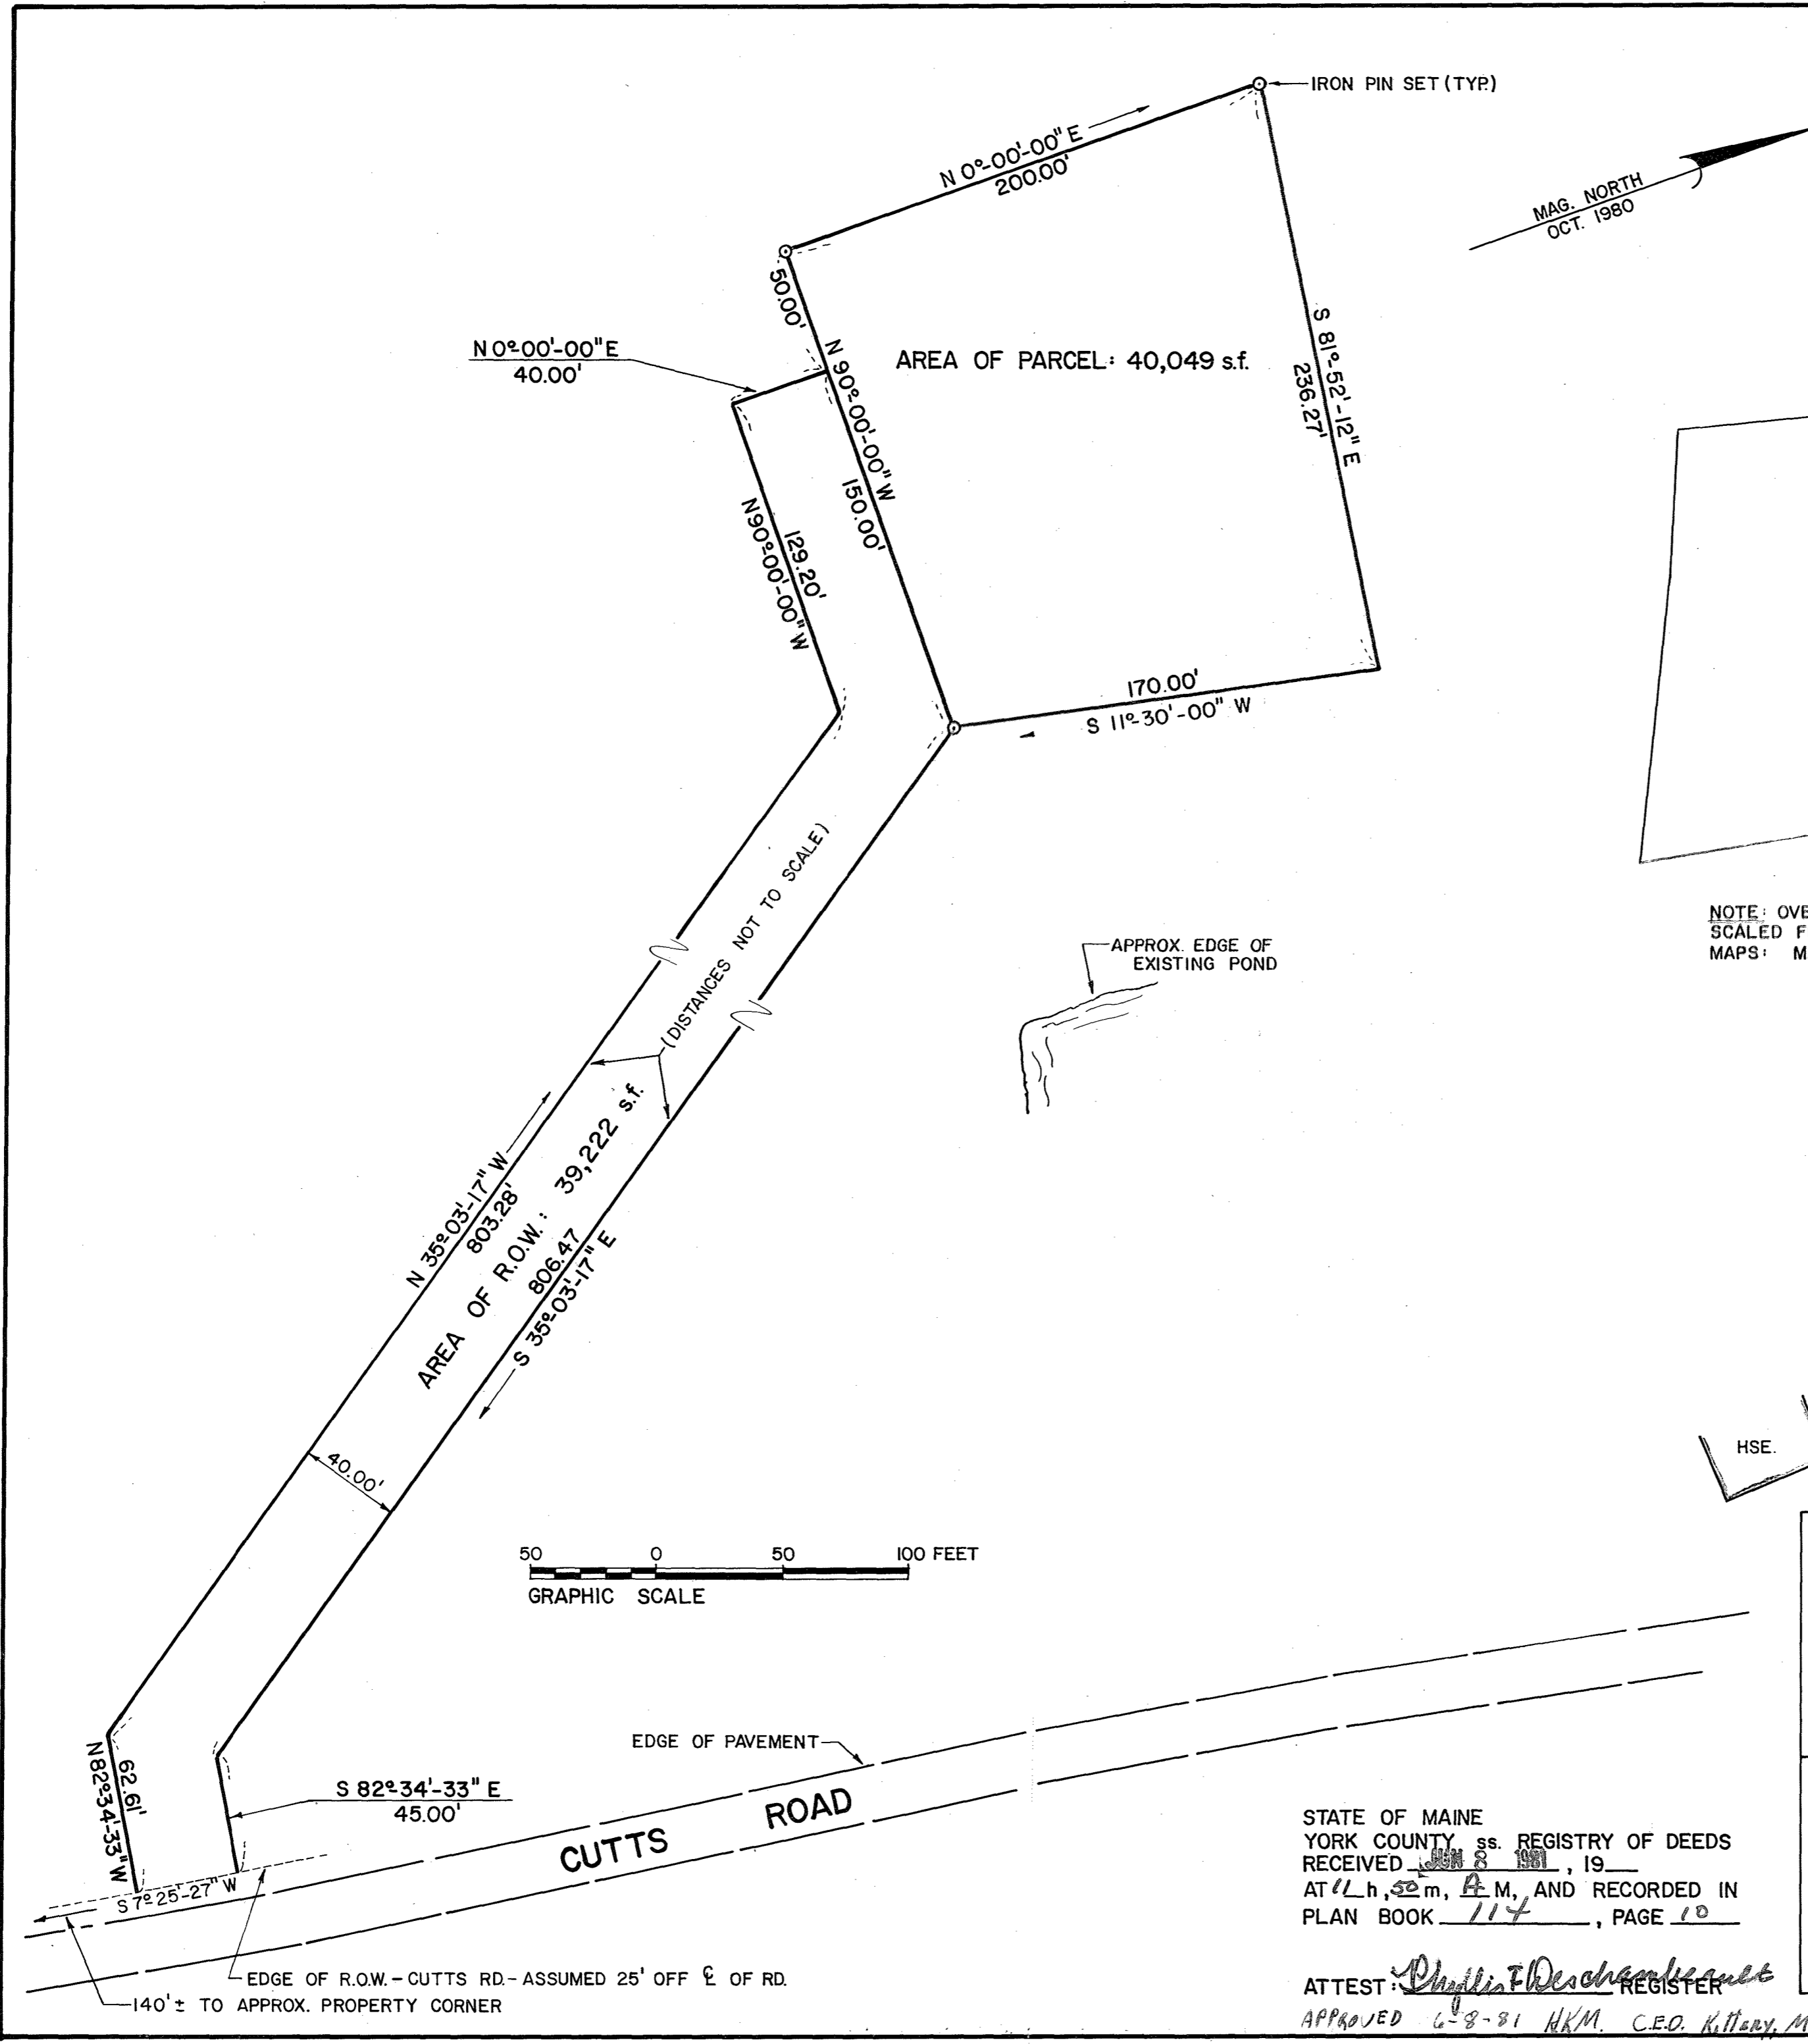 IRON PIN SET (TYP.)
N 0°-00'-00" E
200.00'
MAG. NORTH
OCT. 1980
50.00'
N 0°-00'-00" E
40.00'
AREA OF PARCEL: 40,049 s.f.
N 90°-00'-00" W
150.00'
S 81°-52'-12" E
236.27'
129.20'
N 90°-00'-00" W
170.00'
S 11°-30'-00" W
(DISTANCES NOT TO SCALE)
NOTE: OVE
SCALED F
MAPS: M
APPROX. EDGE OF
EXISTING POND
N 35°-03'-17" W
803.28'
AREA OF R.O.W.: 39,222 s.f.
806.47
S 35°-03'-17" E
40.00'
HSE.
50 0 50 100 FEET
GRAPHIC SCALE
EDGE OF PAVEMENT
CUTTS ROAD
62.61'
N 82°-34'-33" W
S 82°-34'-33" E
45.00'
S 7°25'-27" W
EDGE OF R.O.W. - CUTTS RD. - ASSUMED 25' OFF ℄ OF RD.
140'± TO APPROX. PROPERTY CORNER
STATE OF MAINE
YORK COUNTY, ss. REGISTRY OF DEEDS
RECEIVED JUN 8 1981, 19
AT 11 h, 50 m, A M, AND RECORDED IN
PLAN BOOK 114, PAGE 10
ATTEST: Phyllis F Deschambeault REGISTER
APPROVED 6-8-81 HKM. C.E.O. Kittery, M